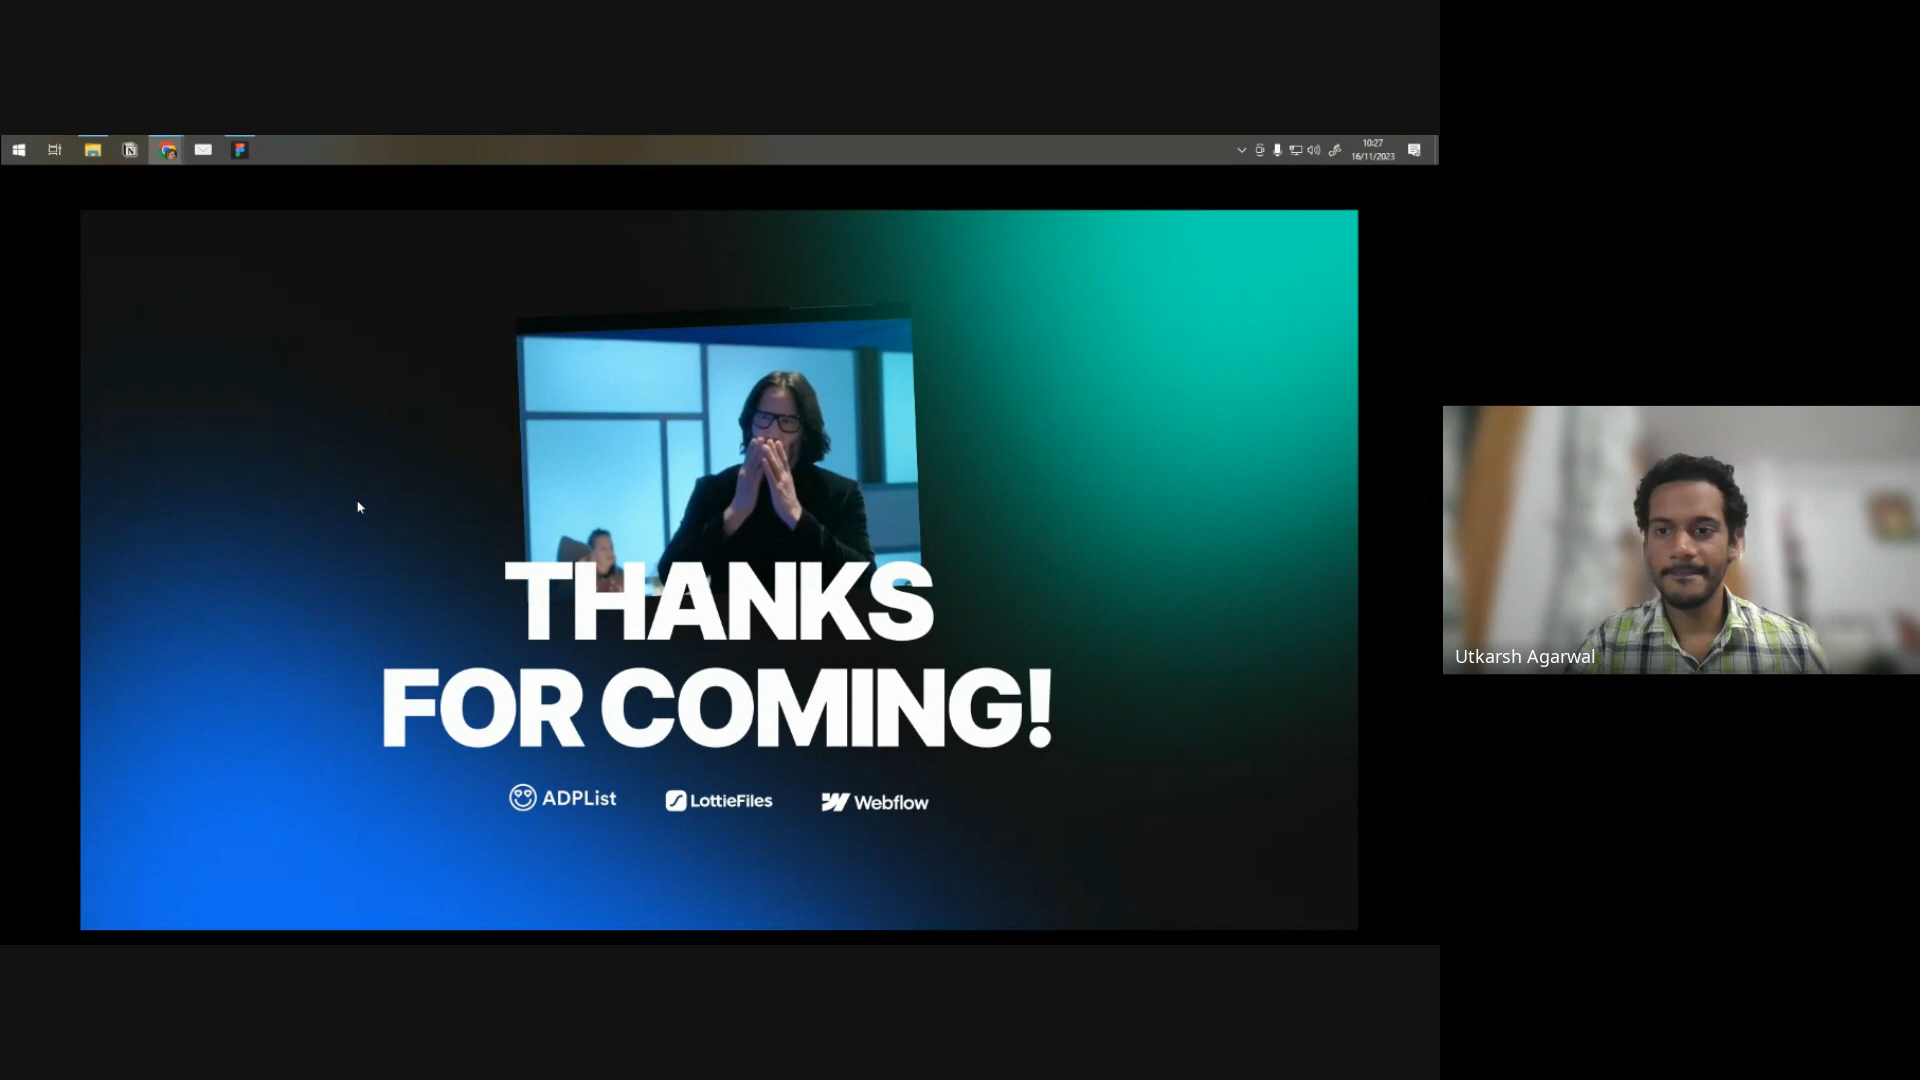 10:27
16/11/2023
THANKS
FOR COMING!
ADPList
LottieFiles
Webflow
Utkarsh Agarwal